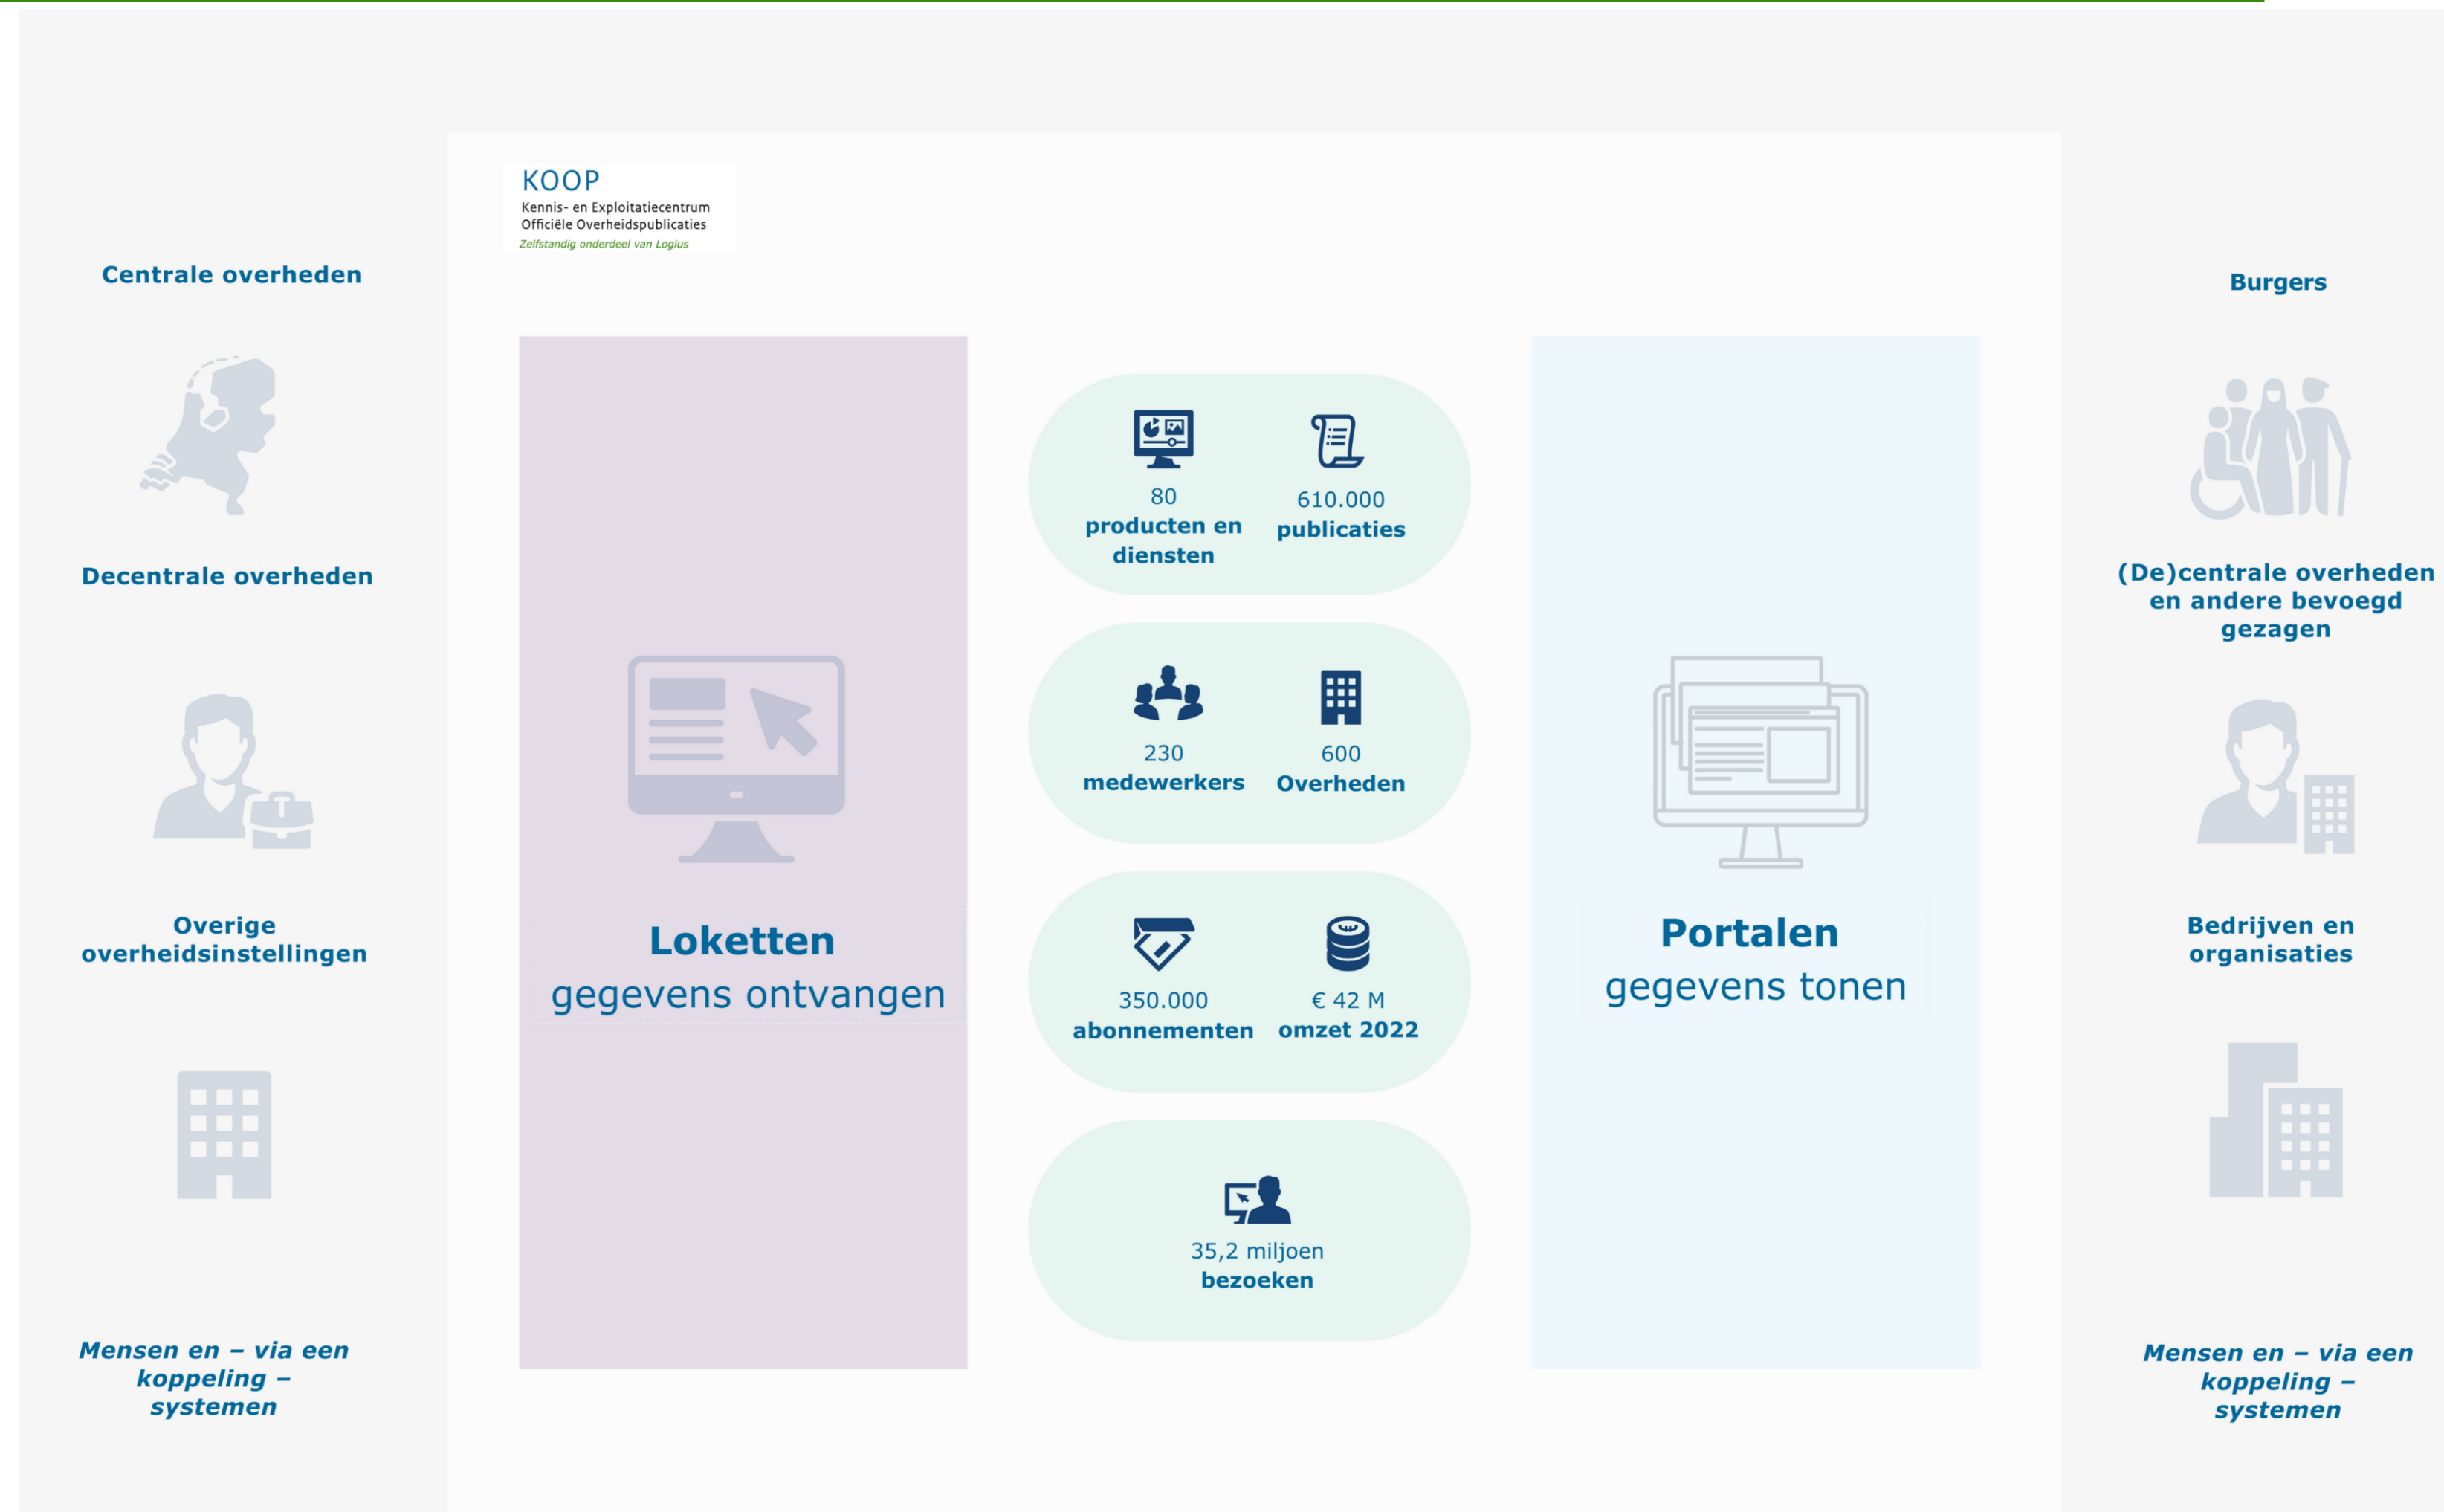 KOOP
Kennis- en Exploitatiecentrum
Officiële Overheidspublicaties
Zelfstandig onderdeel van Logius
Centrale overheden
Decentrale overheden
Overige
overheidsinstellingen
Mensen en – via een
koppeling –
systemen
Loketten
gegevens ontvangen
80
producten en
diensten
610.000
publicaties
230
medewerkers
600
Overheden
350.000
abonnementen
€ 42 M
omzet 2022
35,2 miljoen
bezoeken
Portalen
gegevens tonen
Burgers
(De)centrale overheden
en andere bevoegd
gezagen
Bedrijven en
organisaties
Mensen en – via een
koppeling –
systemen